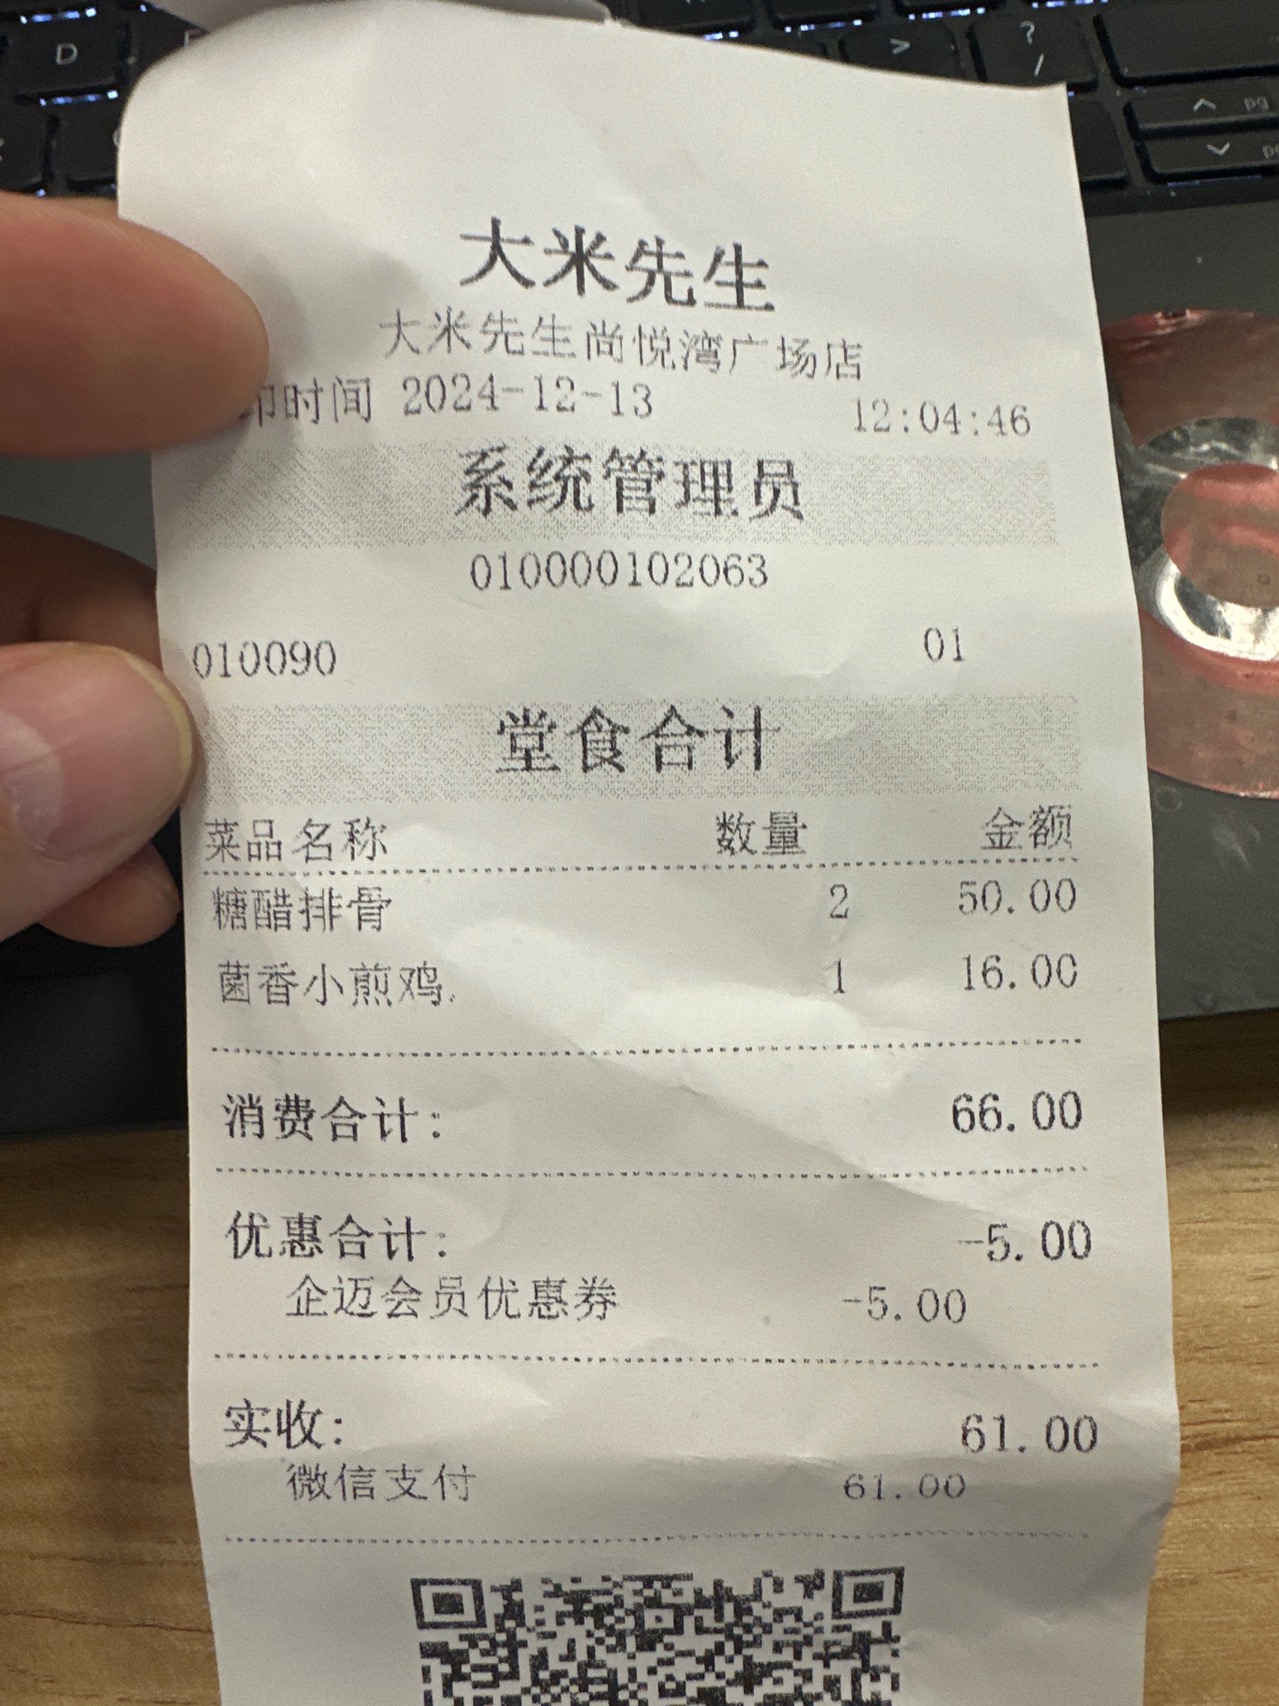 D
>
?
/
pg
大米先生
大米先生尚悦湾广场店
印时间 2024-12-13 12:04:46
系统管理员
010000102063
010090 01
堂食合计
菜品名称 数量 金额
糖醋排骨 2 50.00
菌香小煎鸡. 1 16.00
消费合计: 66.00
优惠合计: -5.00
企迈会员优惠券 -5.00
实收: 61.00
微信支付 61.00